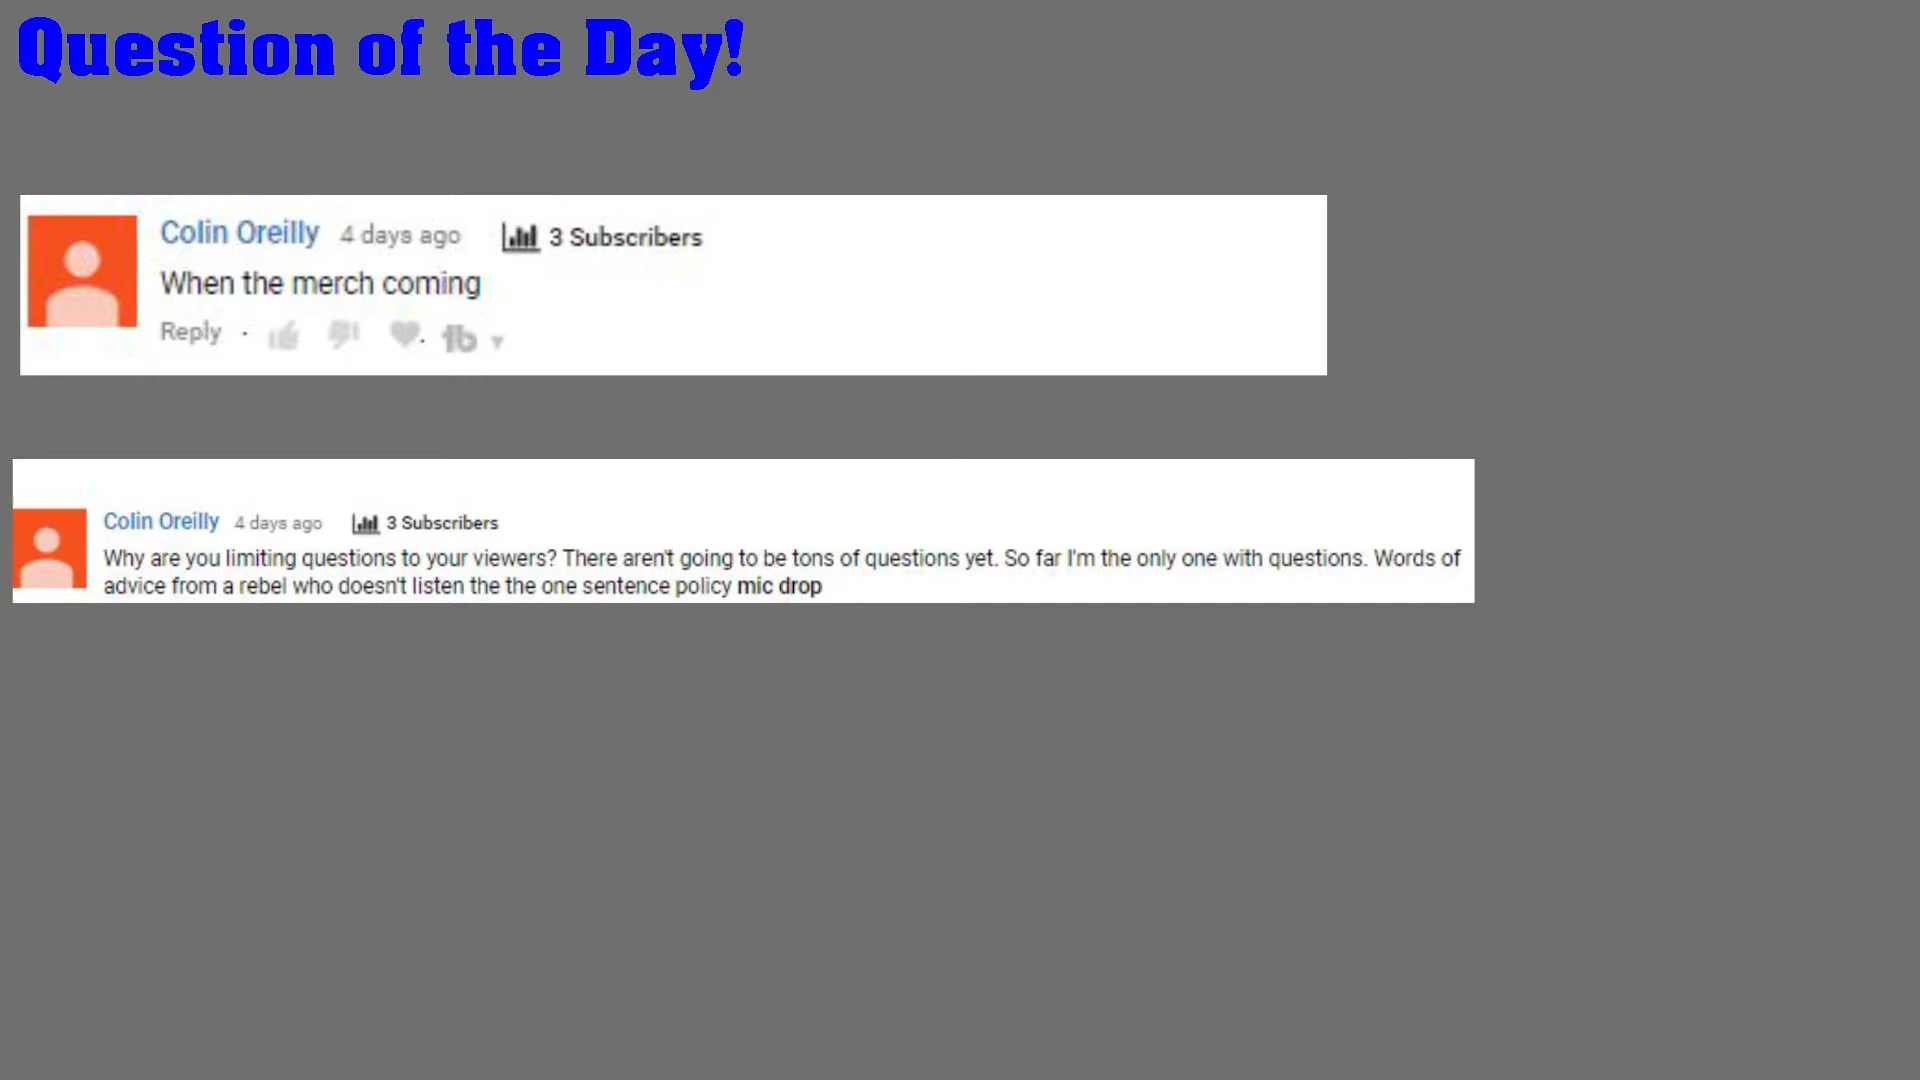 Question of the Day!
Colin Oreilly 4 days ago 3 Subscribers
When the merch coming
Reply ·
Colin Oreilly 4 days ago 3 Subscribers
Why are you limiting questions to your viewers? There aren't going to be tons of questions yet. So far I'm the only one with questions. Words of
advice from a rebel who doesn't listen the the one sentence policy mic drop